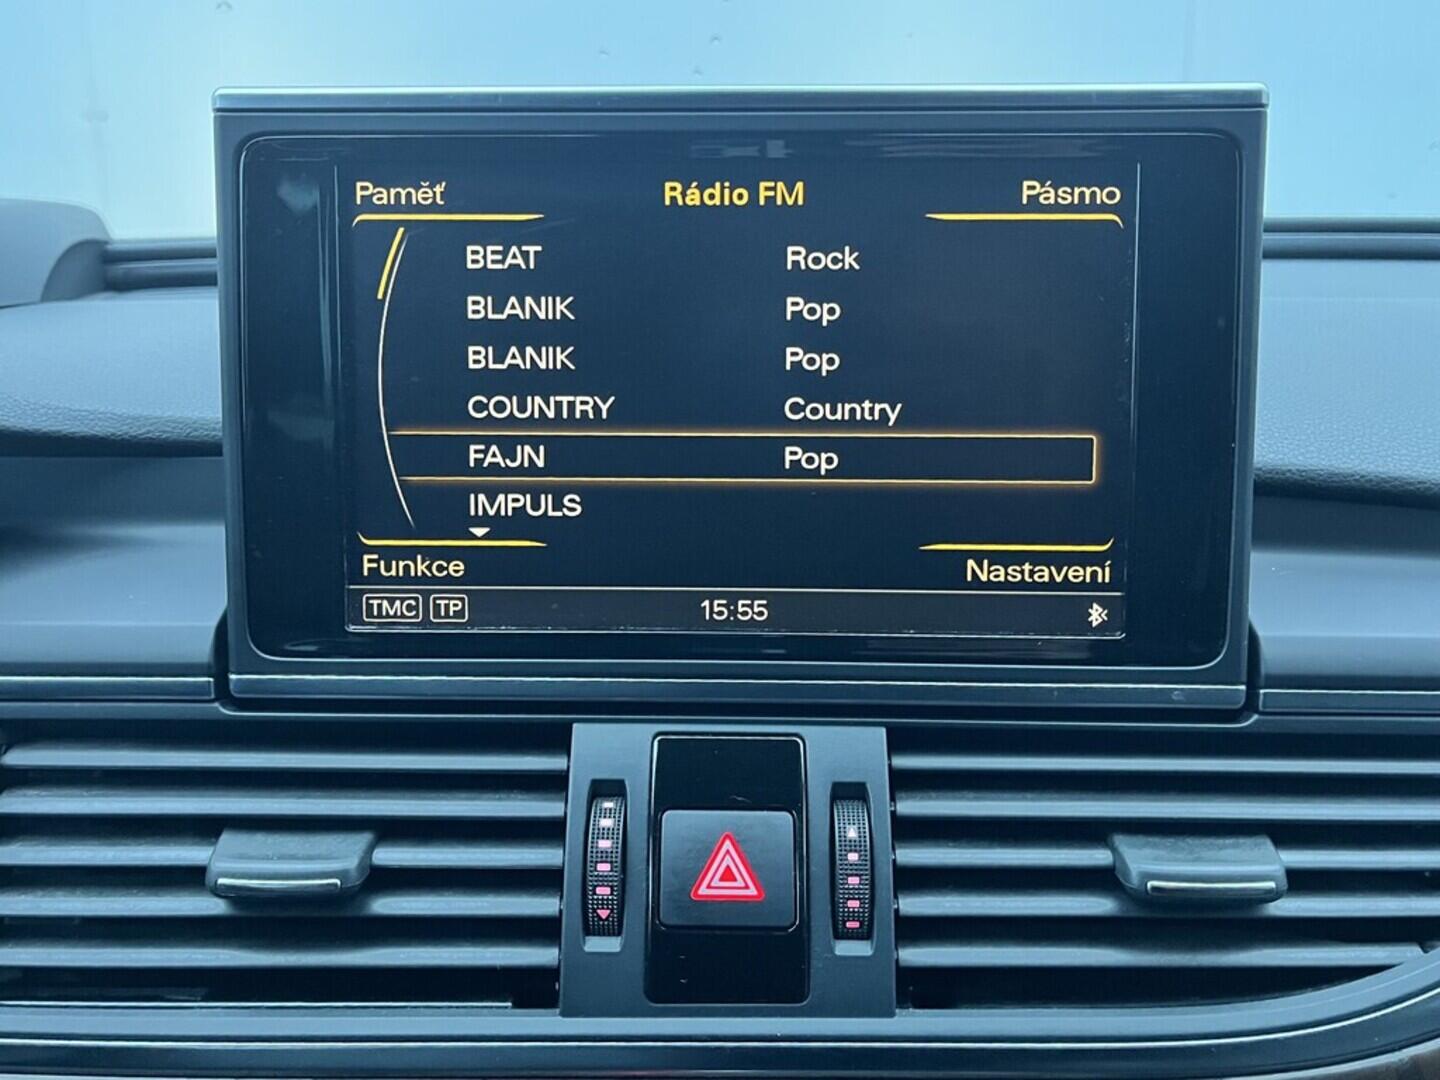 Paměť Rádio FM Pásmo
BEAT Rock
BLANIK Pop
BLANIK Pop
COUNTRY Country
FAJN Pop
IMPULS
Funkce Nastavení
TMC TP 15:55